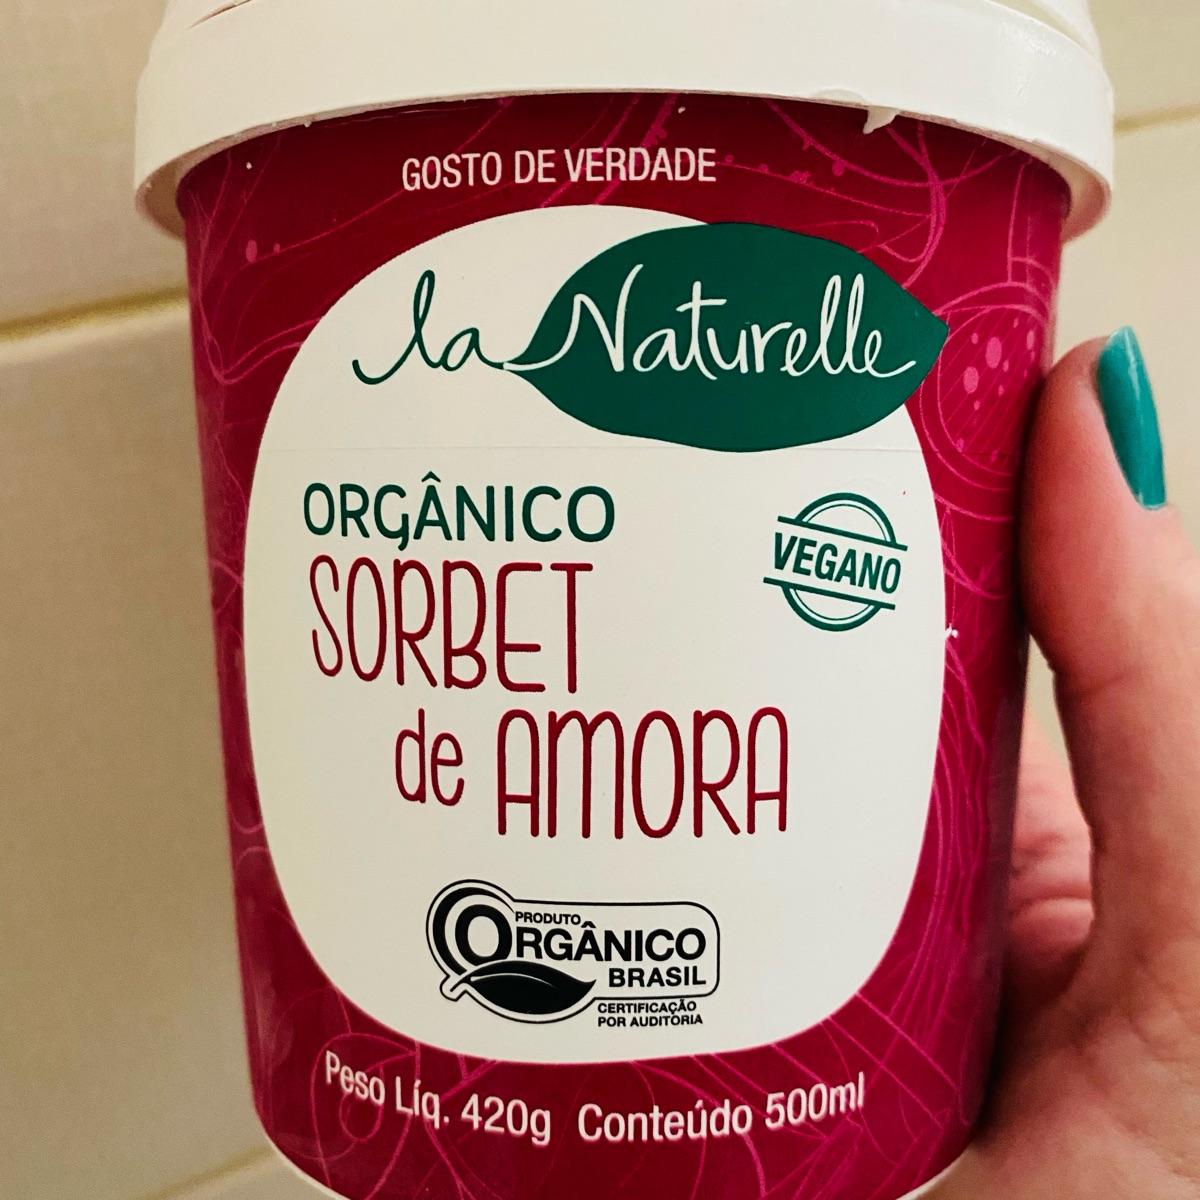 GOSTO DE VERDADE
la Naturelle
ORGÂNICO
SORBET
de AMORA
VEGANO
PRODUTO
ORGÂNICO
BRASIL
CERTIFICAÇÃO
POR AUDITORIA
Peso Líq. 420g Conteúdo 500ml